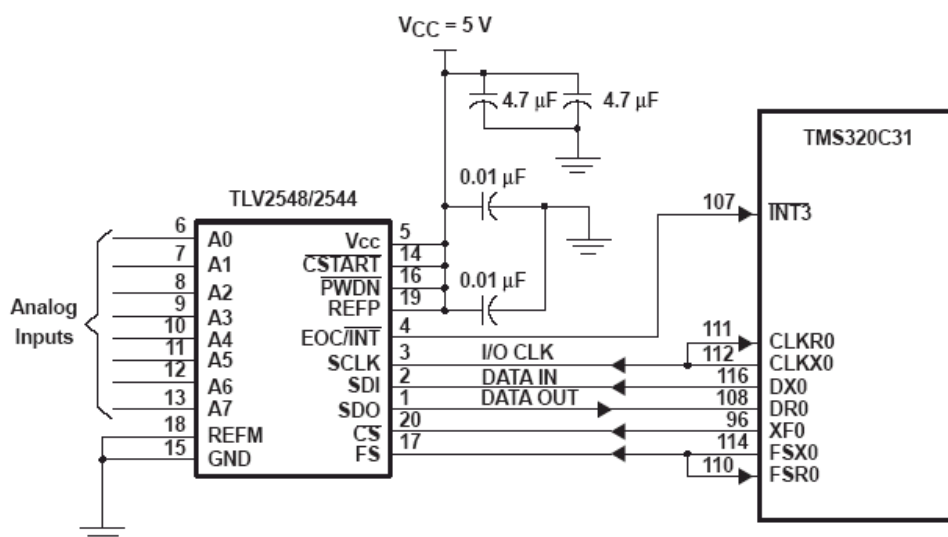 VCC = 5 V
4.7 µF 4.7 µF
TMS320C31
0.01 µF
TLV2548/2544
107 INT3
6 A0
7 A1
8 A2
9 A3
10 A4
11 A5
12 A6
13 A7
18 REFM
15 GND
Analog
Inputs
Vcc 5
CSTART 14
PWDN 16
REFP 19
0.01 µF
EOC/INT 4
SCLK 3 I/O CLK
SDI 2 DATA IN
SDO 1 DATA OUT
CS 20
FS 17
111 CLKR0
112 CLKX0
116 DX0
108 DR0
96 XF0
114 FSX0
110 FSR0